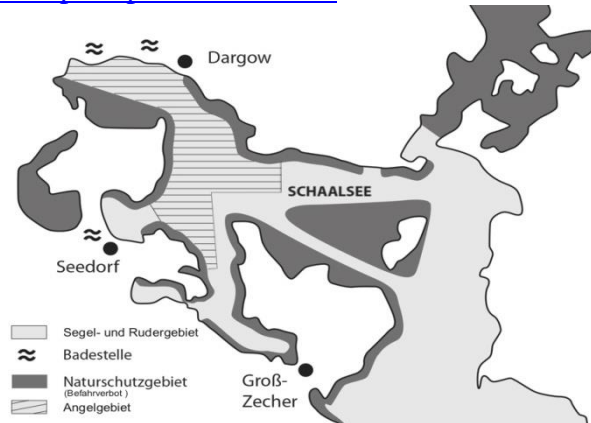 Dargow
SCHAALSEE
Seedorf
Segel- und Rudergebiet
Badestelle
Naturschutzgebiet
(Befahrverbot )
Angelgebiet
Groß-
Zecher